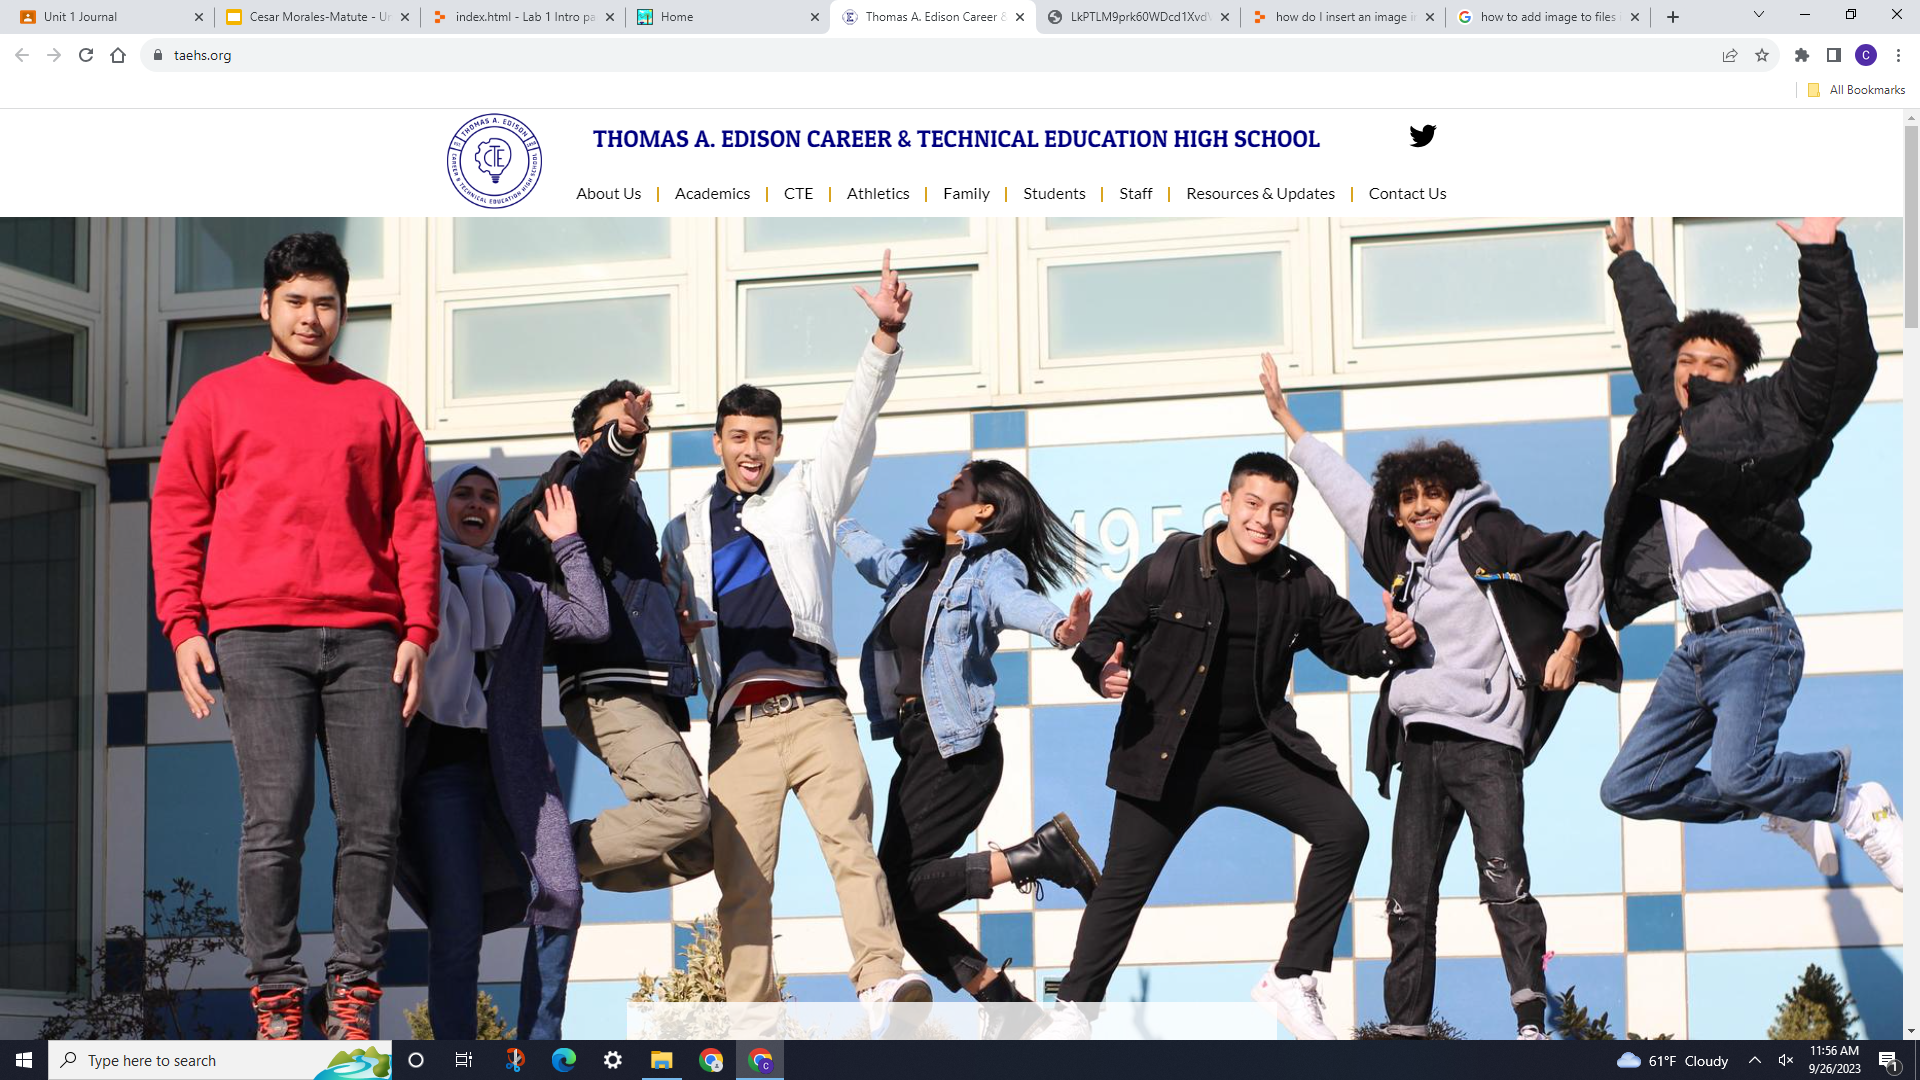 Unit 1 Journal
Cesar Morales-Matute - Un
index.html - Lab 1 Intro pa
Home
Thomas A. Edison Career &
LkPTLM9prk60WDcd1Xvd
how do I insert an image i
how to add image to files
taehs.org
C
All Bookmarks
THOMAS A. EDISON
CTE
CAREER & TECHNICAL EDUCATION HIGH SCHOOL
THOMAS A. EDISON CAREER & TECHNICAL EDUCATION HIGH SCHOOL
About Us | Academics | CTE | Athletics | Family | Students | Staff | Resources & Updates | Contact Us
Type here to search
C
61°F Cloudy
11:56 AM
9/26/2023
1